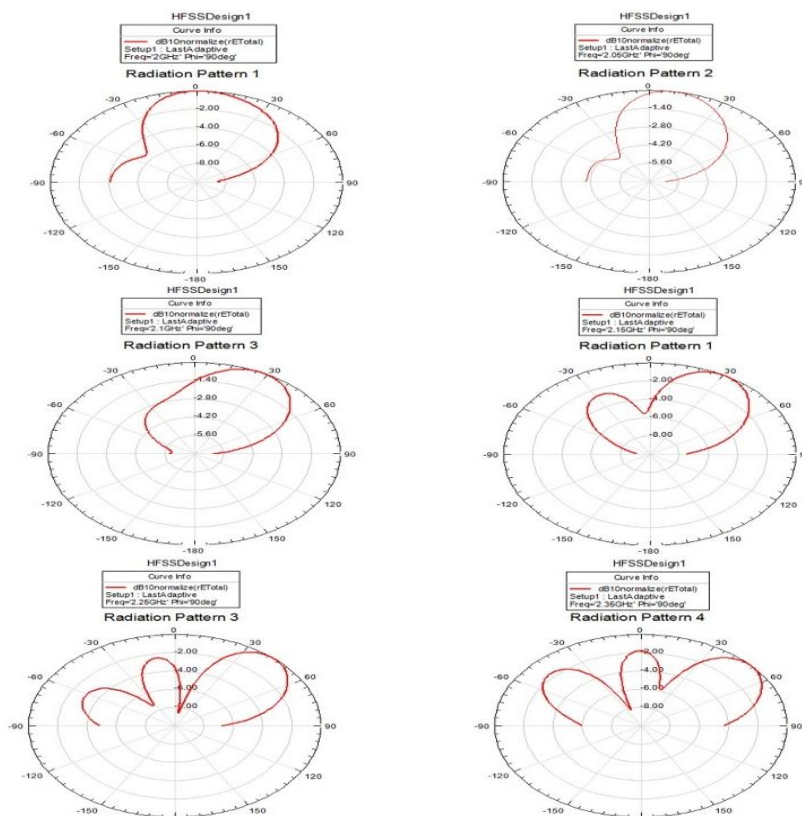 HFSSDesign1
Curve Info
dB10normalize(rETotal)
Setup1 : LastAdaptive
Freq='2GHz' Phi='90deg'
Radiation Pattern 1
0
-30
30
-60
60
-90
90
-120
120
-150
150
-180
-2.00
-4.00
-6.00
-8.00
HFSSDesign1
Curve Info
dB10normalize(rETotal)
Setup1 : LastAdaptive
Freq='2.05GHz' Phi='90deg'
Radiation Pattern 2
0
-30
30
-60
60
-90
90
-120
120
-150
150
-180
-1.40
-2.80
-4.20
-5.60
HFSSDesign1
Curve Info
dB10normalize(rETotal)
Setup1 : LastAdaptive
Freq='2.1GHz' Phi='90deg'
Radiation Pattern 3
0
-30
30
-60
60
-90
90
-120
120
-150
150
-180
-1.40
-2.80
-4.20
-5.60
HFSSDesign1
Curve Info
dB10normalize(rETotal)
Setup1 : LastAdaptive
Freq='2.15GHz' Phi='90deg'
Radiation Pattern 1
0
-30
30
-60
60
-90
-120
120
-150
150
-180
-2.00
-4.00
-6.00
-8.00
HFSSDesign1
Curve Info
dB10normalize(rETotal)
Setup1 : LastAdaptive
Freq='2.25GHz' Phi='90deg'
Radiation Pattern 3
0
-30
30
-60
60
-90
90
-120
120
-150
150
-180
-2.00
-4.00
-6.00
-8.00
HFSSDesign1
Curve Info
dB10normalize(rETotal)
Setup1 : LastAdaptive
Freq='2.35GHz' Phi='90deg'
Radiation Pattern 4
0
-30
30
-60
60
-90
90
-120
120
-150
150
-180
-2.00
-4.00
-6.00
-8.00